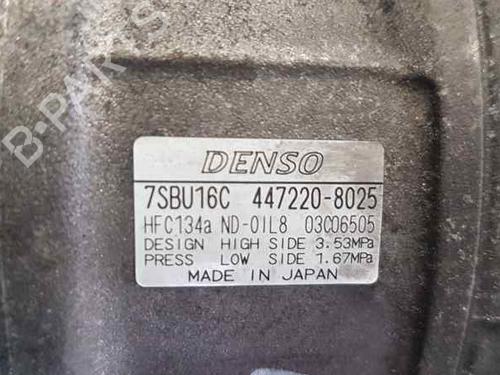 B-PARTS
DENSO
7SBU16C 447220-8025
HFC134a ND-OIL8 03C06505
DESIGN HIGH SIDE 3.53MPa
PRESS LOW SIDE 1.67MPa
MADE IN JAPAN